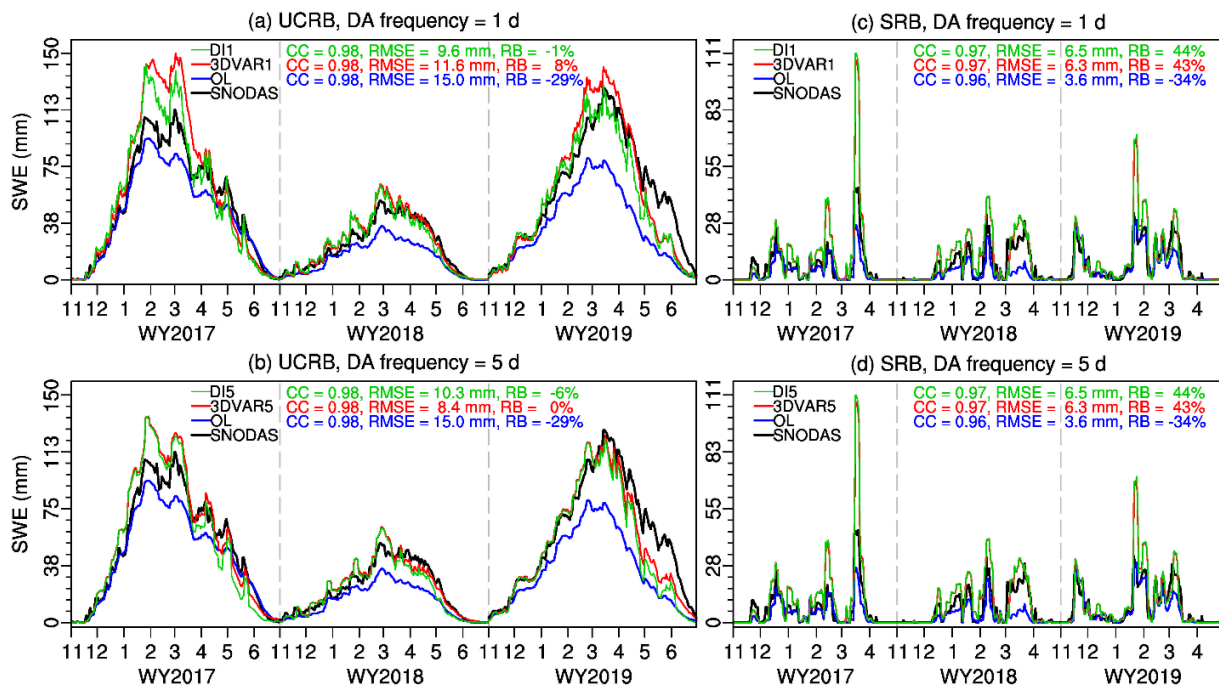 (a) UCRB, DA frequency = 1 d
SWE (mm)
150
113
75
38
0
DI1 CC = 0.98, RMSE = 9.6 mm, RB = -1%
3DVAR1 CC = 0.98, RMSE = 11.6 mm, RB = 8%
OL CC = 0.98, RMSE = 15.0 mm, RB = -29%
SNODAS
11 12 1 2 3 4 5 6 11 12 1 2 3 4 5 6 11 12 1 2 3 4 5 6
WY2017 WY2018 WY2019
(c) SRB, DA frequency = 1 d
111
83
55
28
0
DI1 CC = 0.97, RMSE = 6.5 mm, RB = 44%
3DVAR1 CC = 0.97, RMSE = 6.3 mm, RB = 43%
OL CC = 0.96, RMSE = 3.6 mm, RB = -34%
SNODAS
11 12 1 2 3 4 11 12 1 2 3 4 11 12 1 2 3 4
WY2017 WY2018 WY2019
(b) UCRB, DA frequency = 5 d
SWE (mm)
150
113
75
38
0
DI5 CC = 0.98, RMSE = 10.3 mm, RB = -6%
3DVAR5 CC = 0.98, RMSE = 8.4 mm, RB = 0%
OL CC = 0.98, RMSE = 15.0 mm, RB = -29%
SNODAS
11 12 1 2 3 4 5 6 11 12 1 2 3 4 5 6 11 12 1 2 3 4 5 6
WY2017 WY2018 WY2019
(d) SRB, DA frequency = 5 d
111
83
55
28
0
DI5 CC = 0.97, RMSE = 6.5 mm, RB = 44%
3DVAR5 CC = 0.97, RMSE = 6.3 mm, RB = 43%
OL CC = 0.96, RMSE = 3.6 mm, RB = -34%
SNODAS
11 12 1 2 3 4 11 12 1 2 3 4 11 12 1 2 3 4
WY2017 WY2018 WY2019